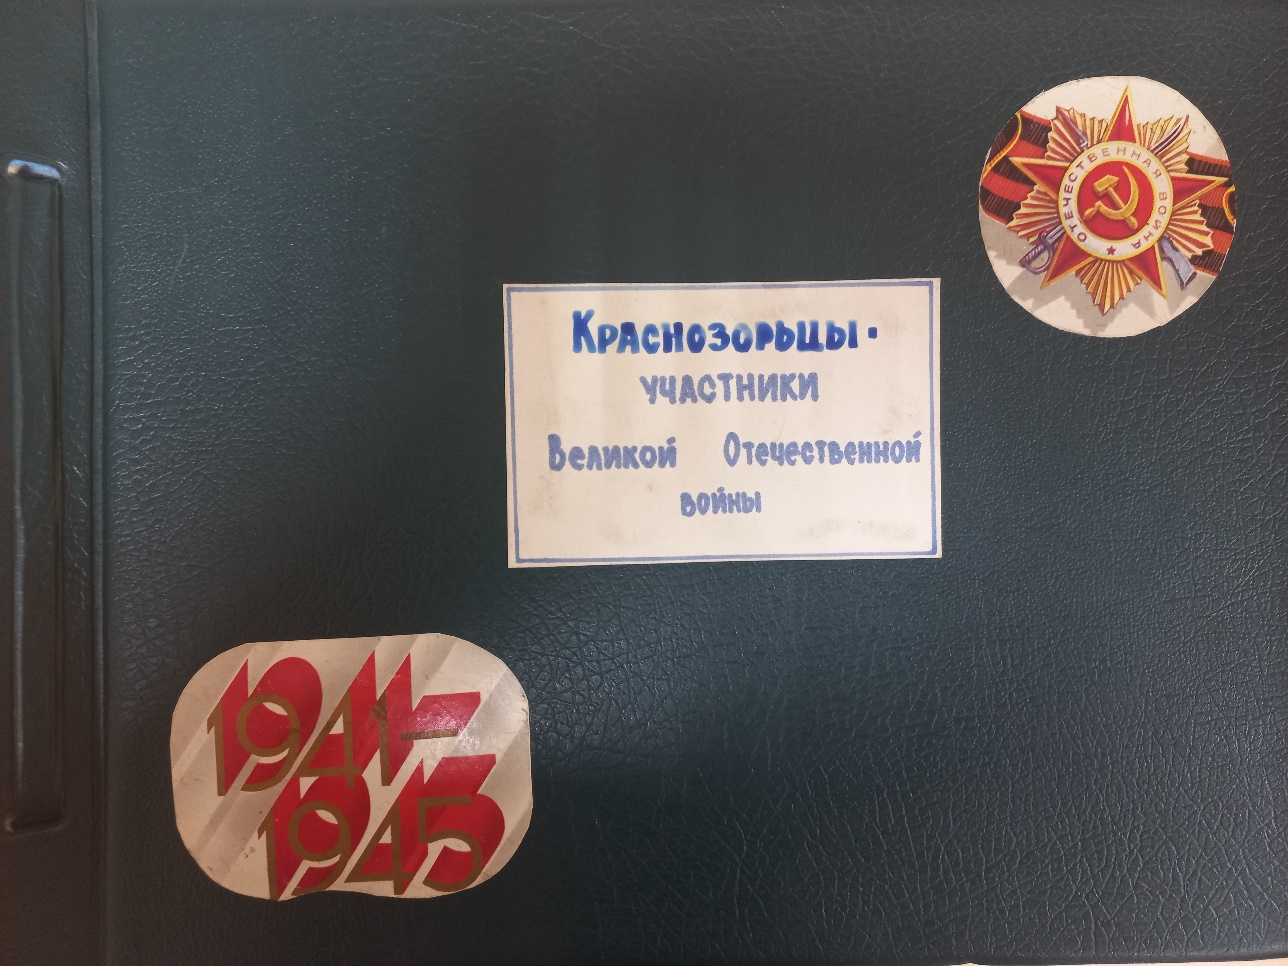 ОТЕЧЕСТВЕННАЯ ВОЙНА
Краснозорьцы -
участники
Великой Отечественной
войны
1941-
1945